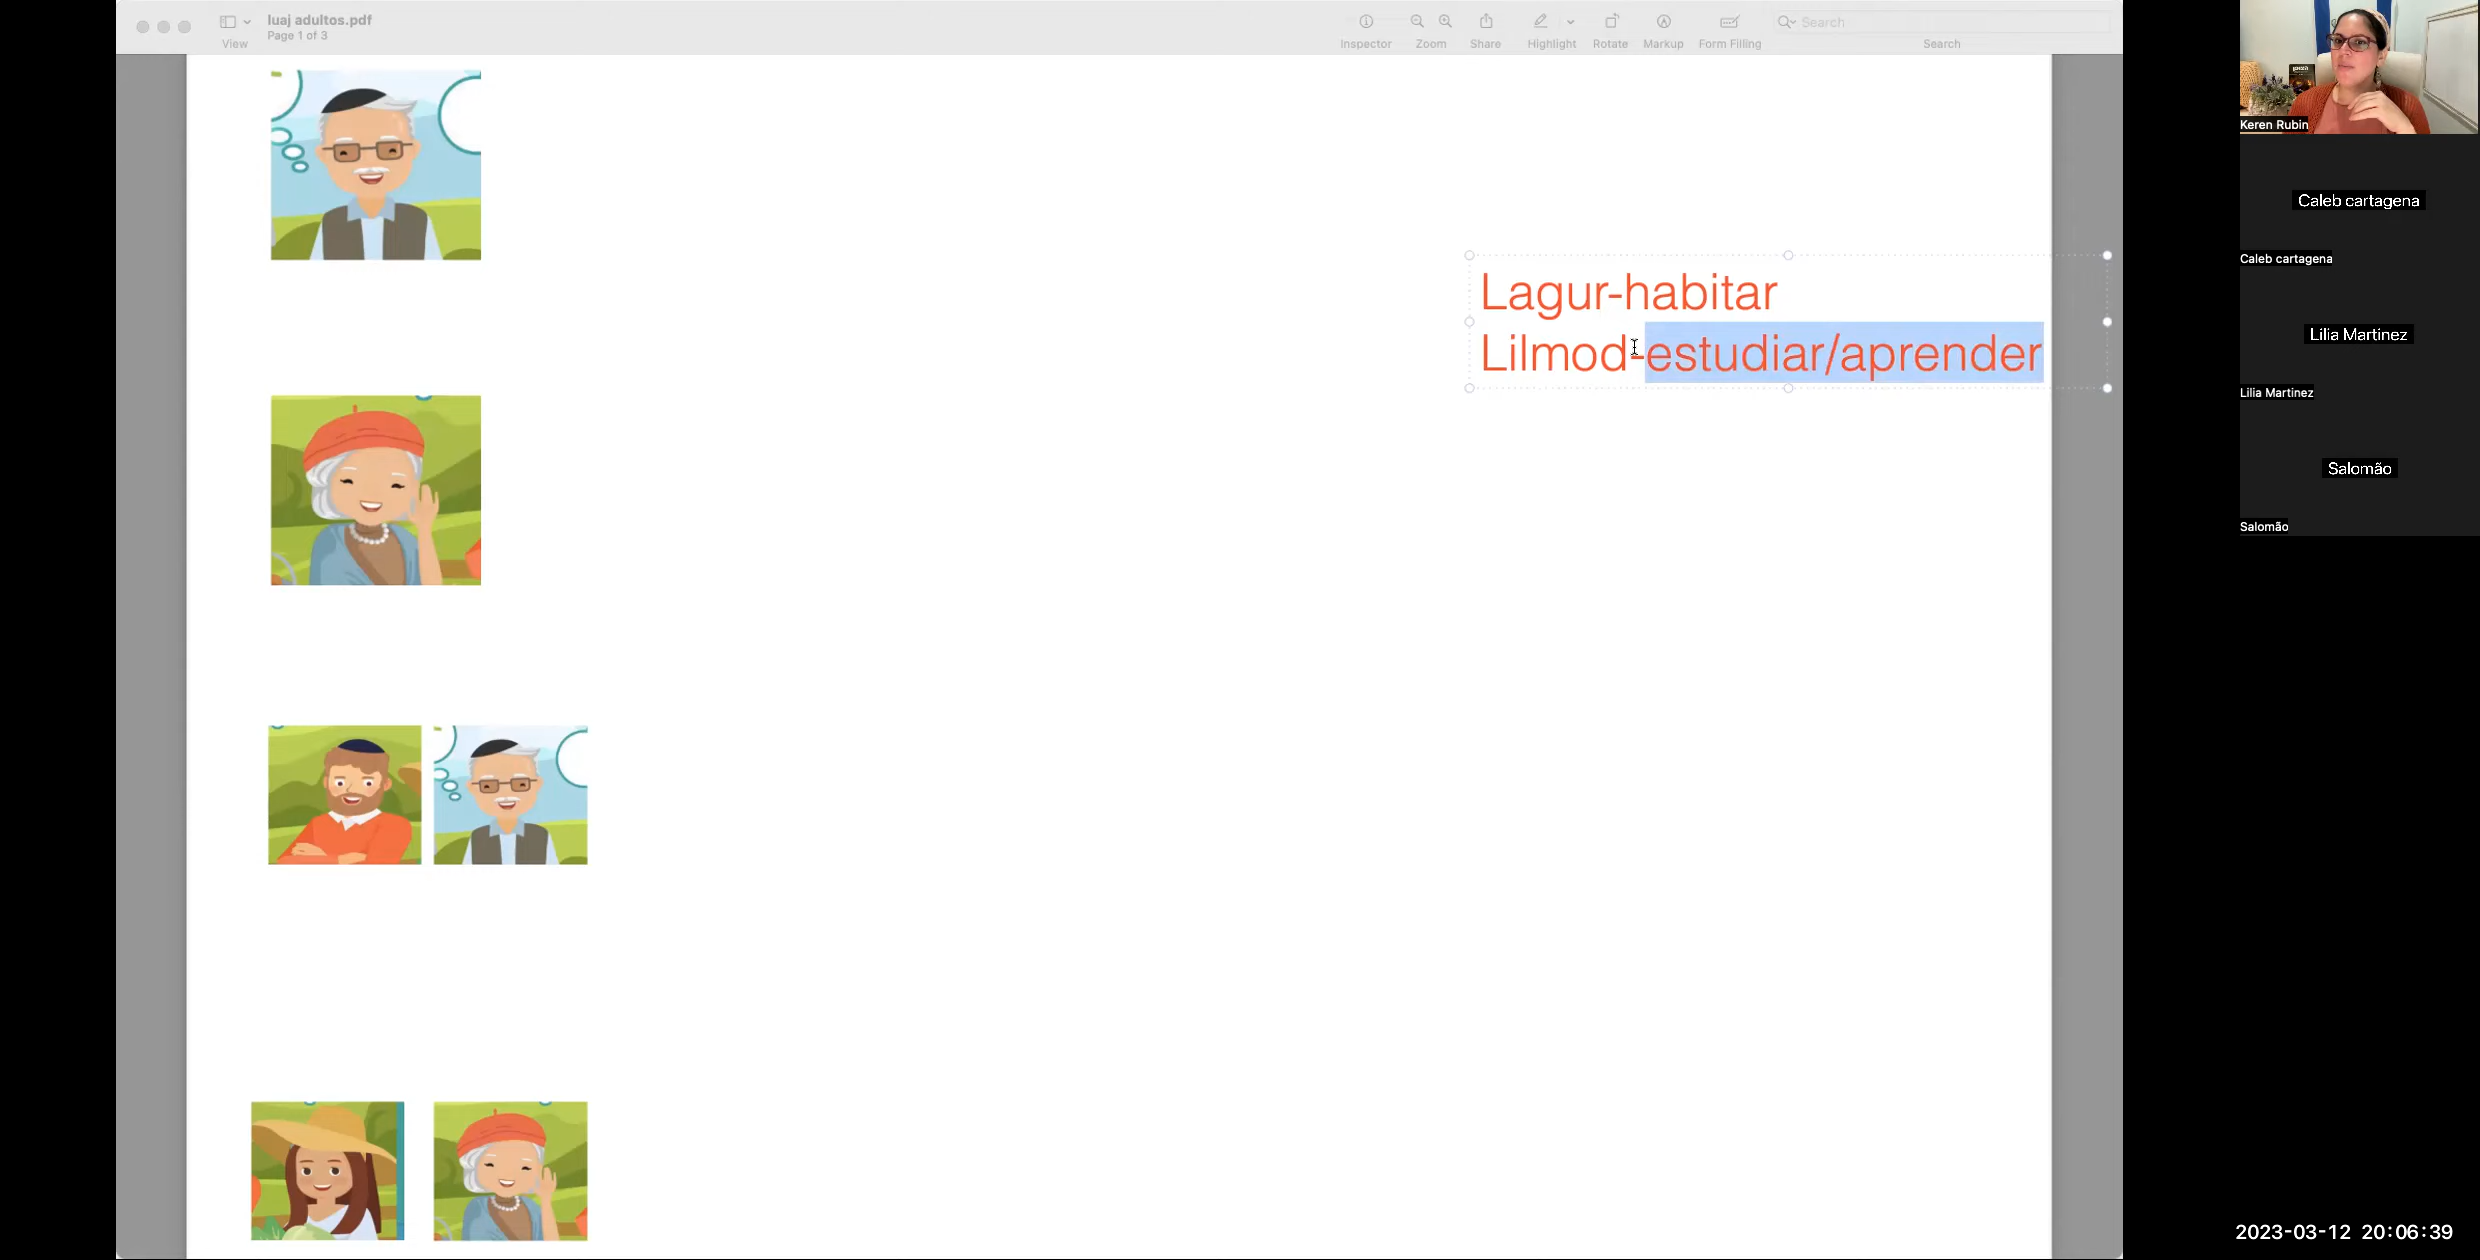 luaj adultos.pdf
Page 1 of 3
View
Inspector
Zoom
Share
Highlight
Rotate
Markup
Form Filling
Search
Search
Lagur-habitar
Lilmod-estudiar/aprender
Keren Rubin
Caleb cartagena
Caleb cartagena
Lilia Martinez
Lilia Martinez
Salomão
Salomão
2023-03-12 20:06:39